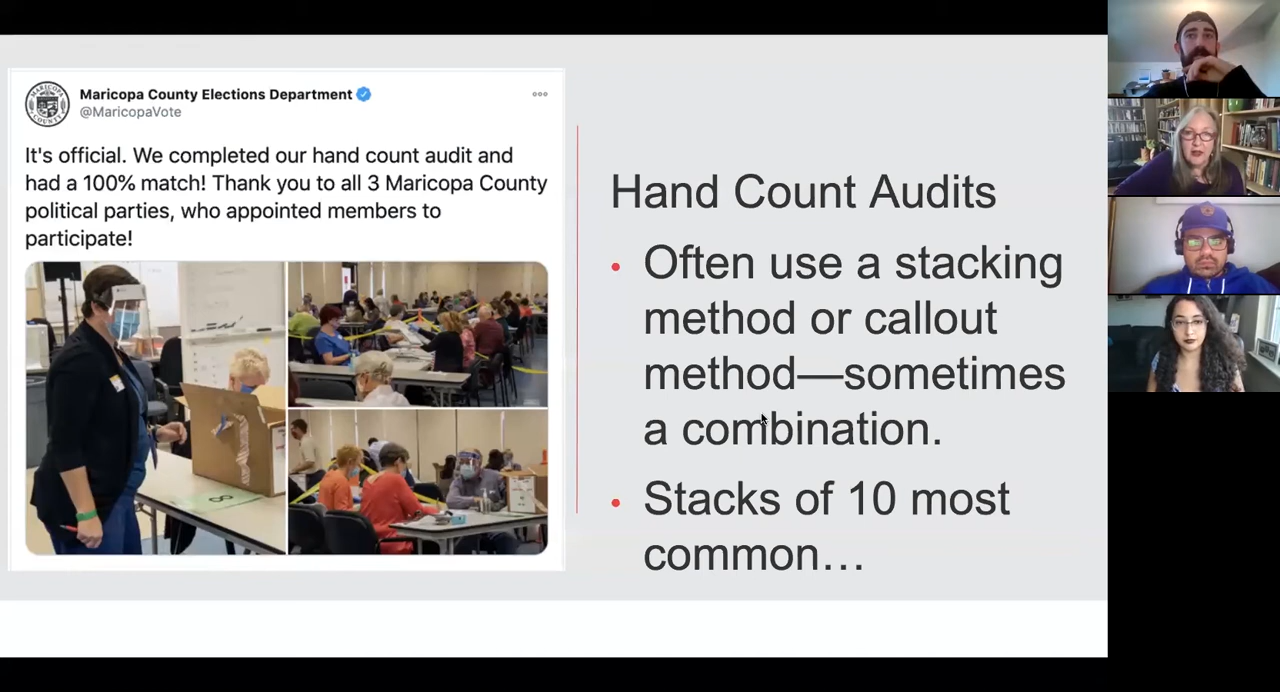 Maricopa County Elections Department
@MaricopaVote
It's official. We completed our hand count audit and
had a 100% match! Thank you to all 3 Maricopa County
political parties, who appointed members to
participate!
8
Hand Count Audits
• Often use a stacking
method or callout
method—sometimes
a combination.
• Stacks of 10 most
common…